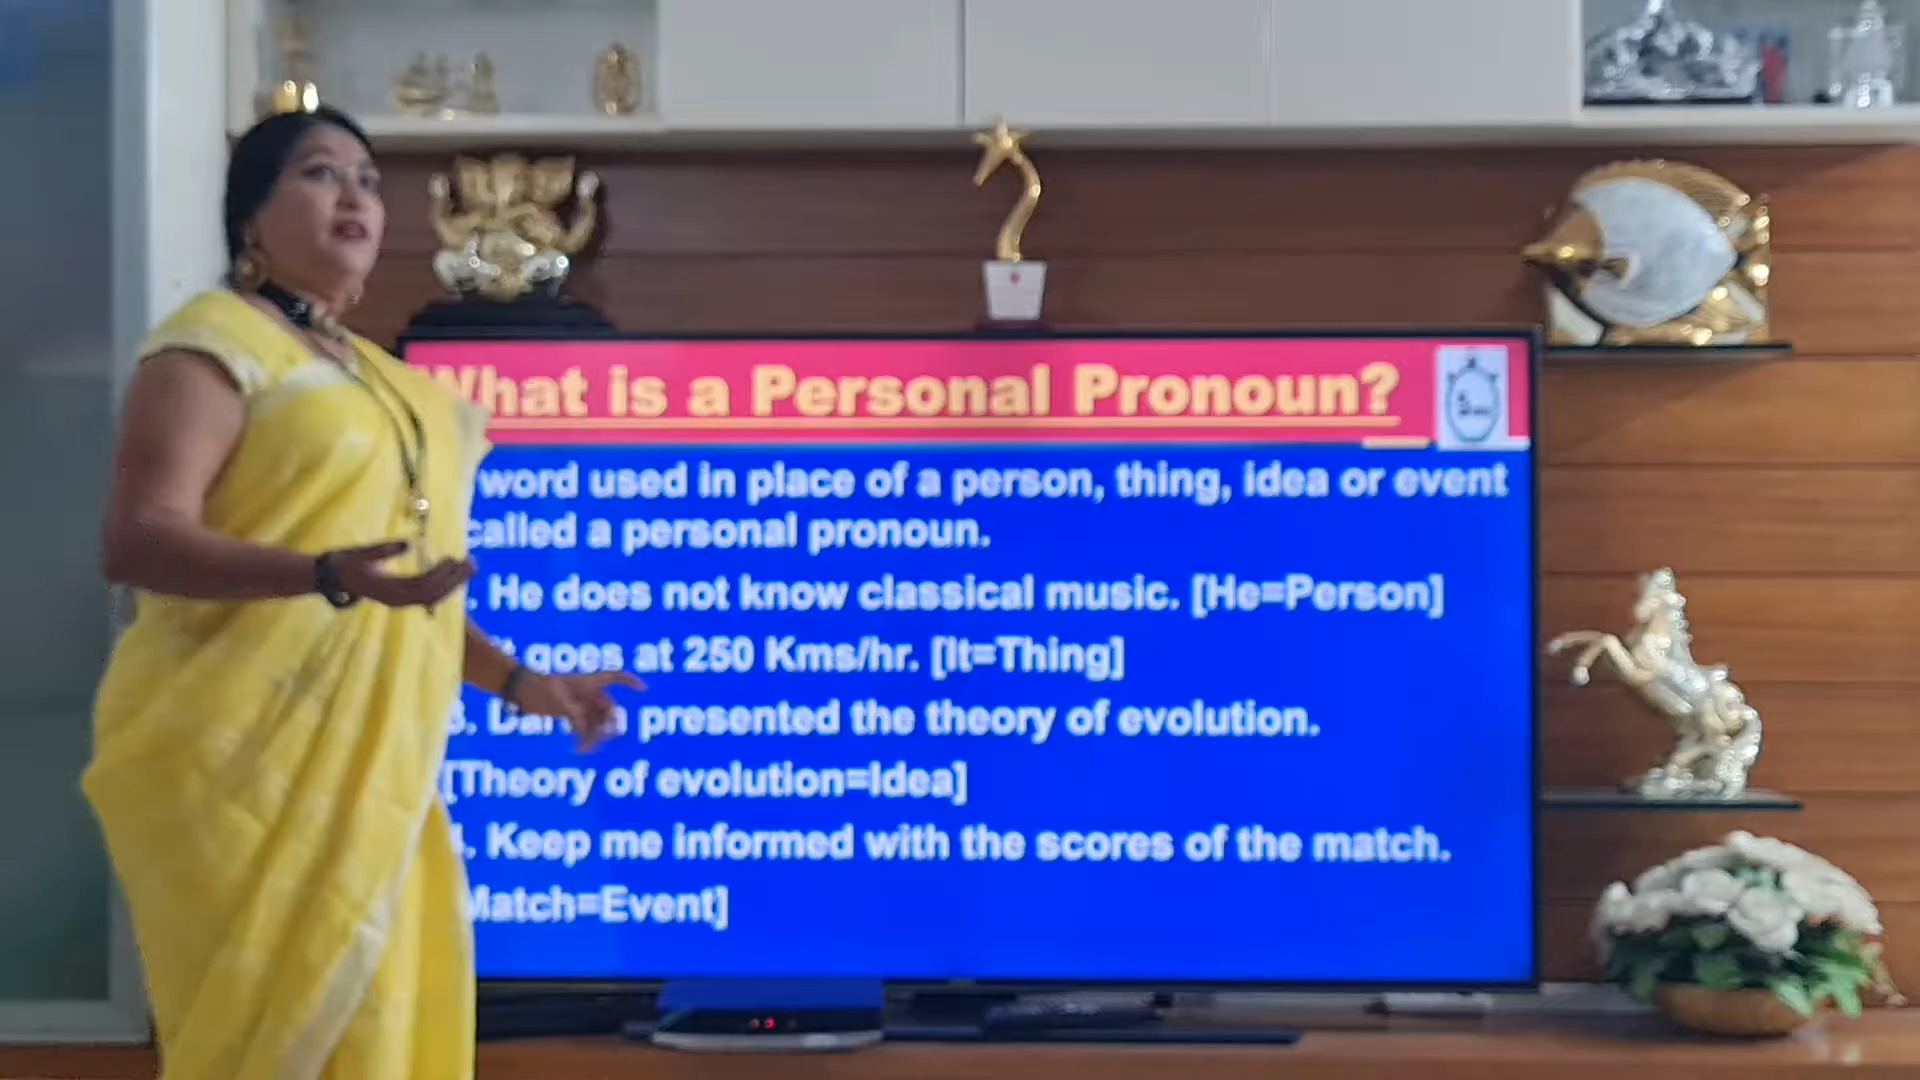 What is a Personal Pronoun?
word used in place of a person, thing, idea or event
called a personal pronoun.
. He does not know classical music. [He=Person]
goes at 250 Kms/hr. [It=Thing]
3. presented the theory of evolution.
[Theory of evolution=Idea]
4. Keep me informed with the scores of the match.
Match=Event]